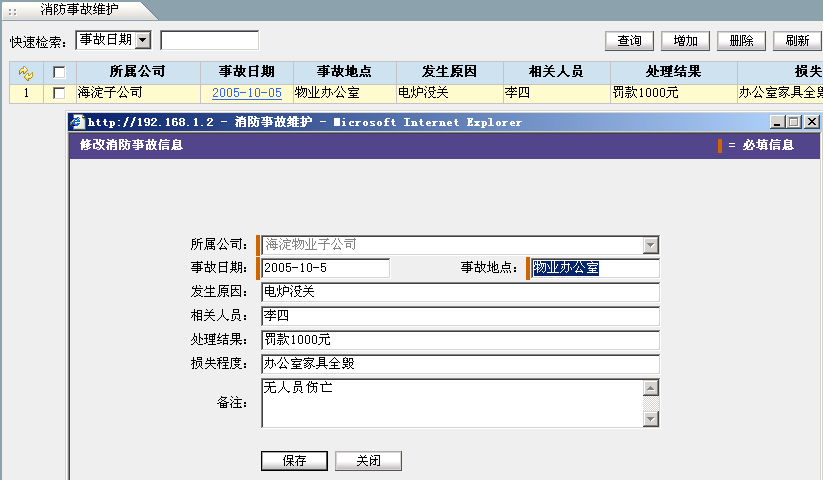 消防事故维护
快速检索： 事故日期 查询 增加 删除 刷新
所属公司 事故日期 事故地点 发生原因 相关人员 处理结果 损失
1 海淀子公司 2005-10-05 物业办公室 电炉没关 李四 罚款1000元 办公室家具全毁
http://192.168.1.2 - 消防事故维护 - Microsoft Internet Explorer
修改消防事故信息 = 必填信息
所属公司： 海淀物业子公司
事故日期： 2005-10-5 事故地点： 物业办公室
发生原因： 电炉没关
相关人员： 李四
处理结果： 罚款1000元
损失程度： 办公室家具全毁
备注： 无人员伤亡
保存 关闭